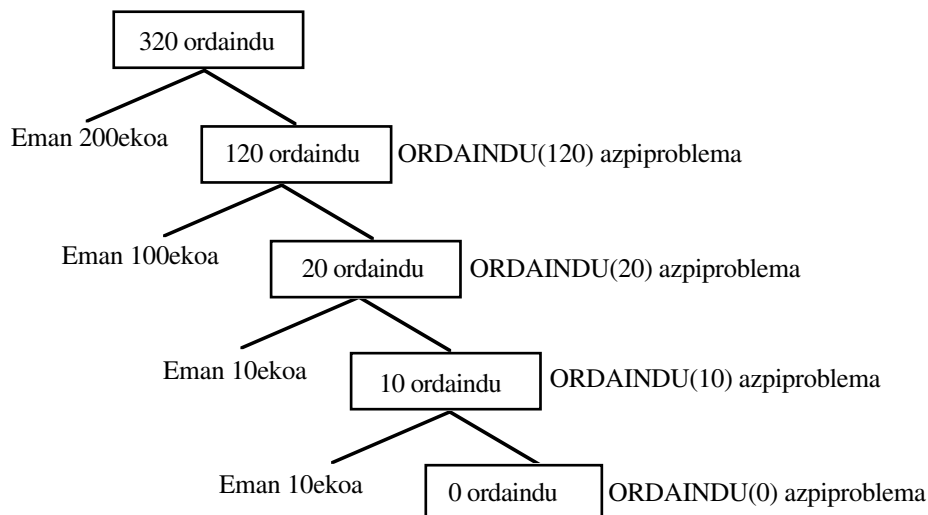 320 ordaindu
Eman 200ekoa
120 ordaindu ORDAINDU(120) azpiproblema
Eman 100ekoa
20 ordaindu ORDAINDU(20) azpiproblema
Eman 10ekoa
10 ordaindu ORDAINDU(10) azpiproblema
Eman 10ekoa
0 ordaindu ORDAINDU(0) azpiproblema